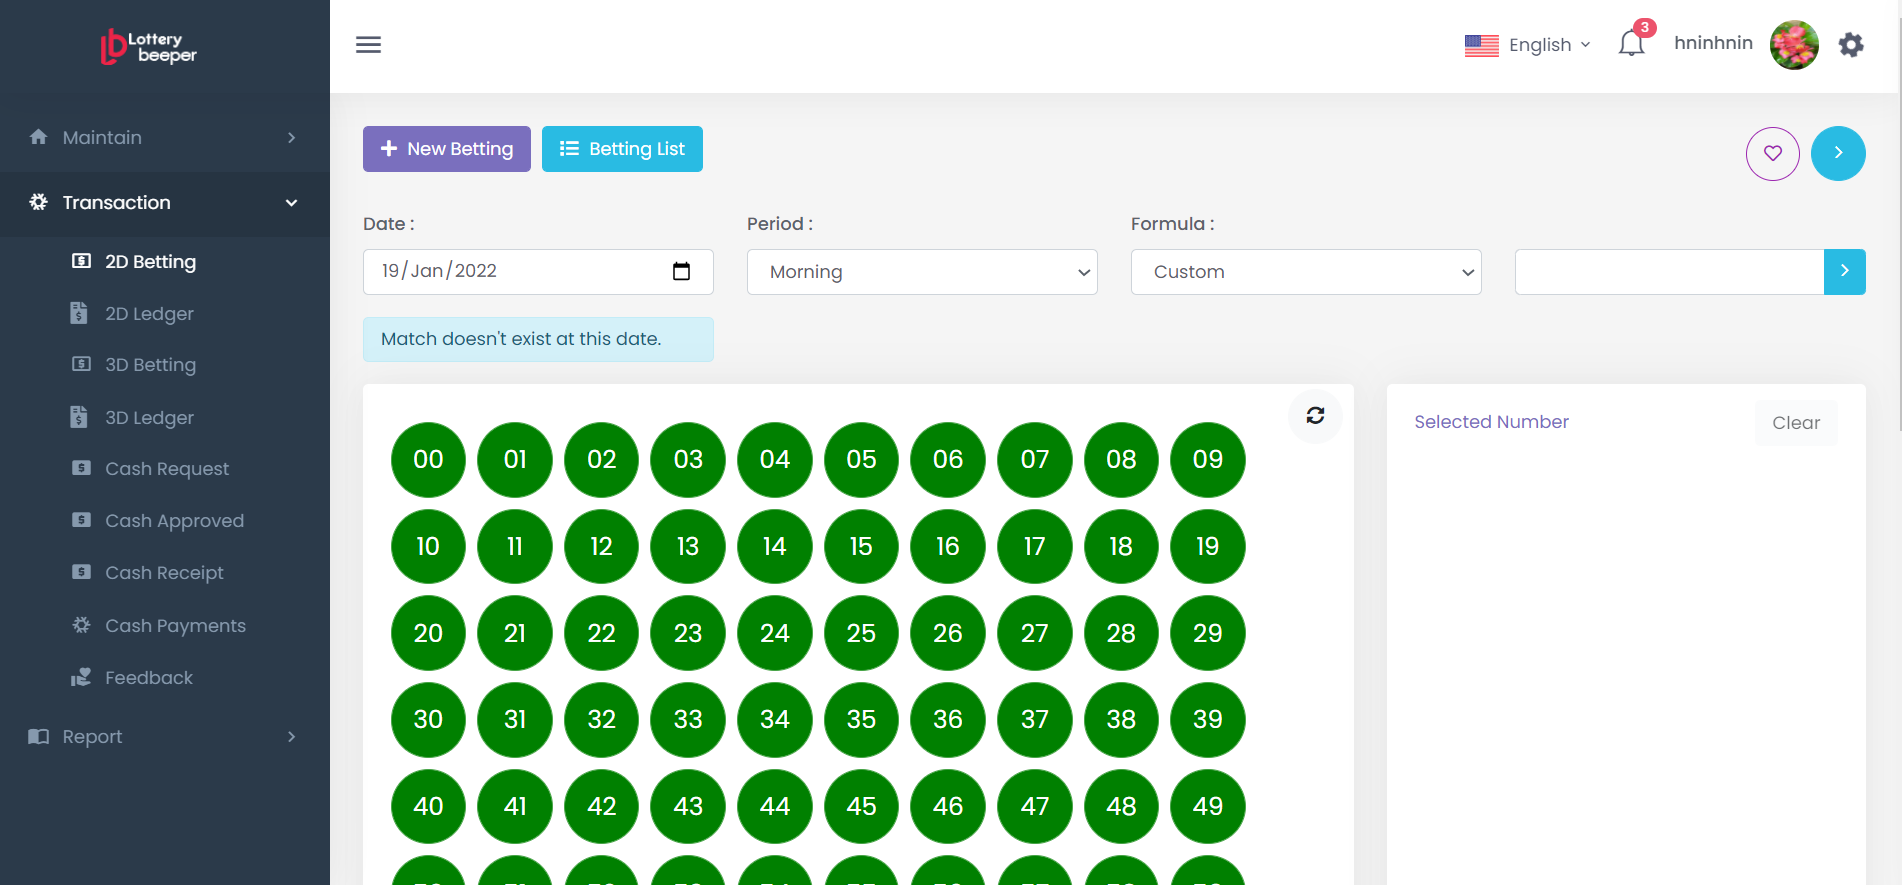 Lottery
beeper
English
3
hninhnin
Maintain
Transaction
2D Betting
2D Ledger
3D Betting
3D Ledger
Cash Request
Cash Approved
Cash Receipt
Cash Payments
Feedback
Report
New Betting
Betting List
Date :
Period :
Formula :
19/Jan/2022
Morning
Custom
Match doesn't exist at this date.
00 01 02 03 04 05 06 07 08 09
10 11 12 13 14 15 16 17 18 19
20 21 22 23 24 25 26 27 28 29
30 31 32 33 34 35 36 37 38 39
40 41 42 43 44 45 46 47 48 49
Selected Number
Clear